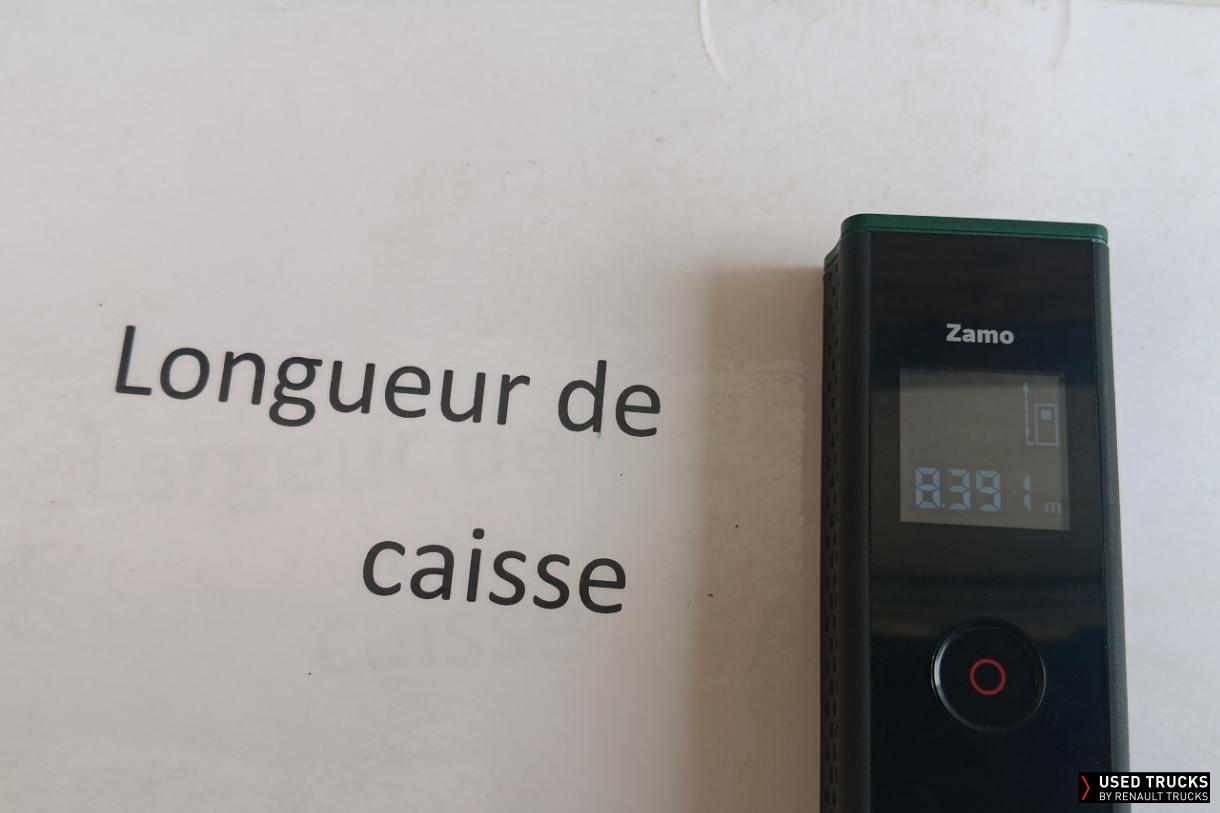 Longueur de
caisse
Zamo
8.391 m
USED TRUCKS
BY RENAULT TRUCKS